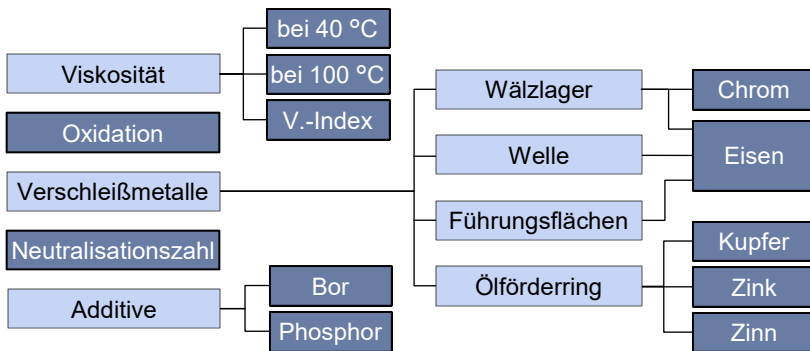 Viskosität
bei 40 °C
bei 100 °C
V.-Index
Oxidation
Verschleißmetalle
Wälzlager
Chrom
Welle
Eisen
Führungsflächen
Ölförderring
Kupfer
Zink
Zinn
Neutralisationszahl
Additive
Bor
Phosphor